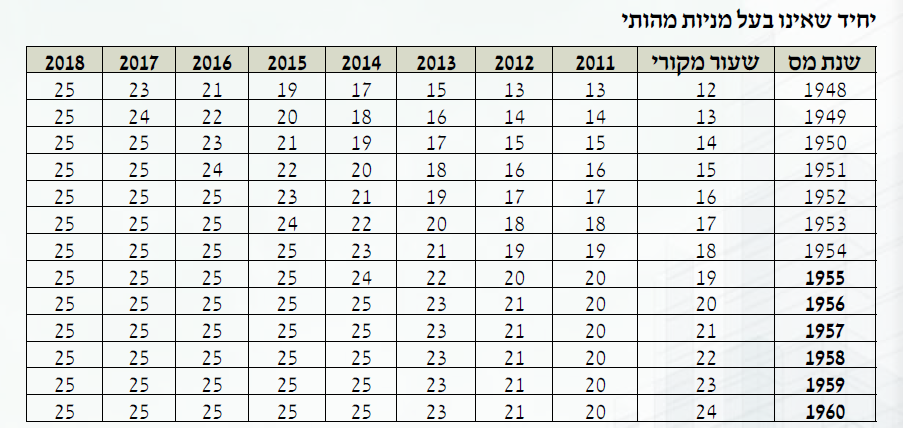 יחיד שאינו בעל מניות מהותי
שנת מס שעור מקורי 2011 2012 2013 2014 2015 2016 2017 2018
1948 12 13 13 15 17 19 21 23 25
1949 13 14 14 16 18 20 22 24 25
1950 14 15 15 17 19 21 23 25 25
1951 15 16 16 18 20 22 24 25 25
1952 16 17 17 19 21 23 25 25 25
1953 17 18 18 20 22 24 25 25 25
1954 18 19 19 21 23 25 25 25 25
1955 19 20 20 22 24 25 25 25 25
1956 20 20 21 23 25 25 25 25 25
1957 21 20 21 23 25 25 25 25 25
1958 22 20 21 23 25 25 25 25 25
1959 23 20 21 23 25 25 25 25 25
1960 24 20 21 23 25 25 25 25 25